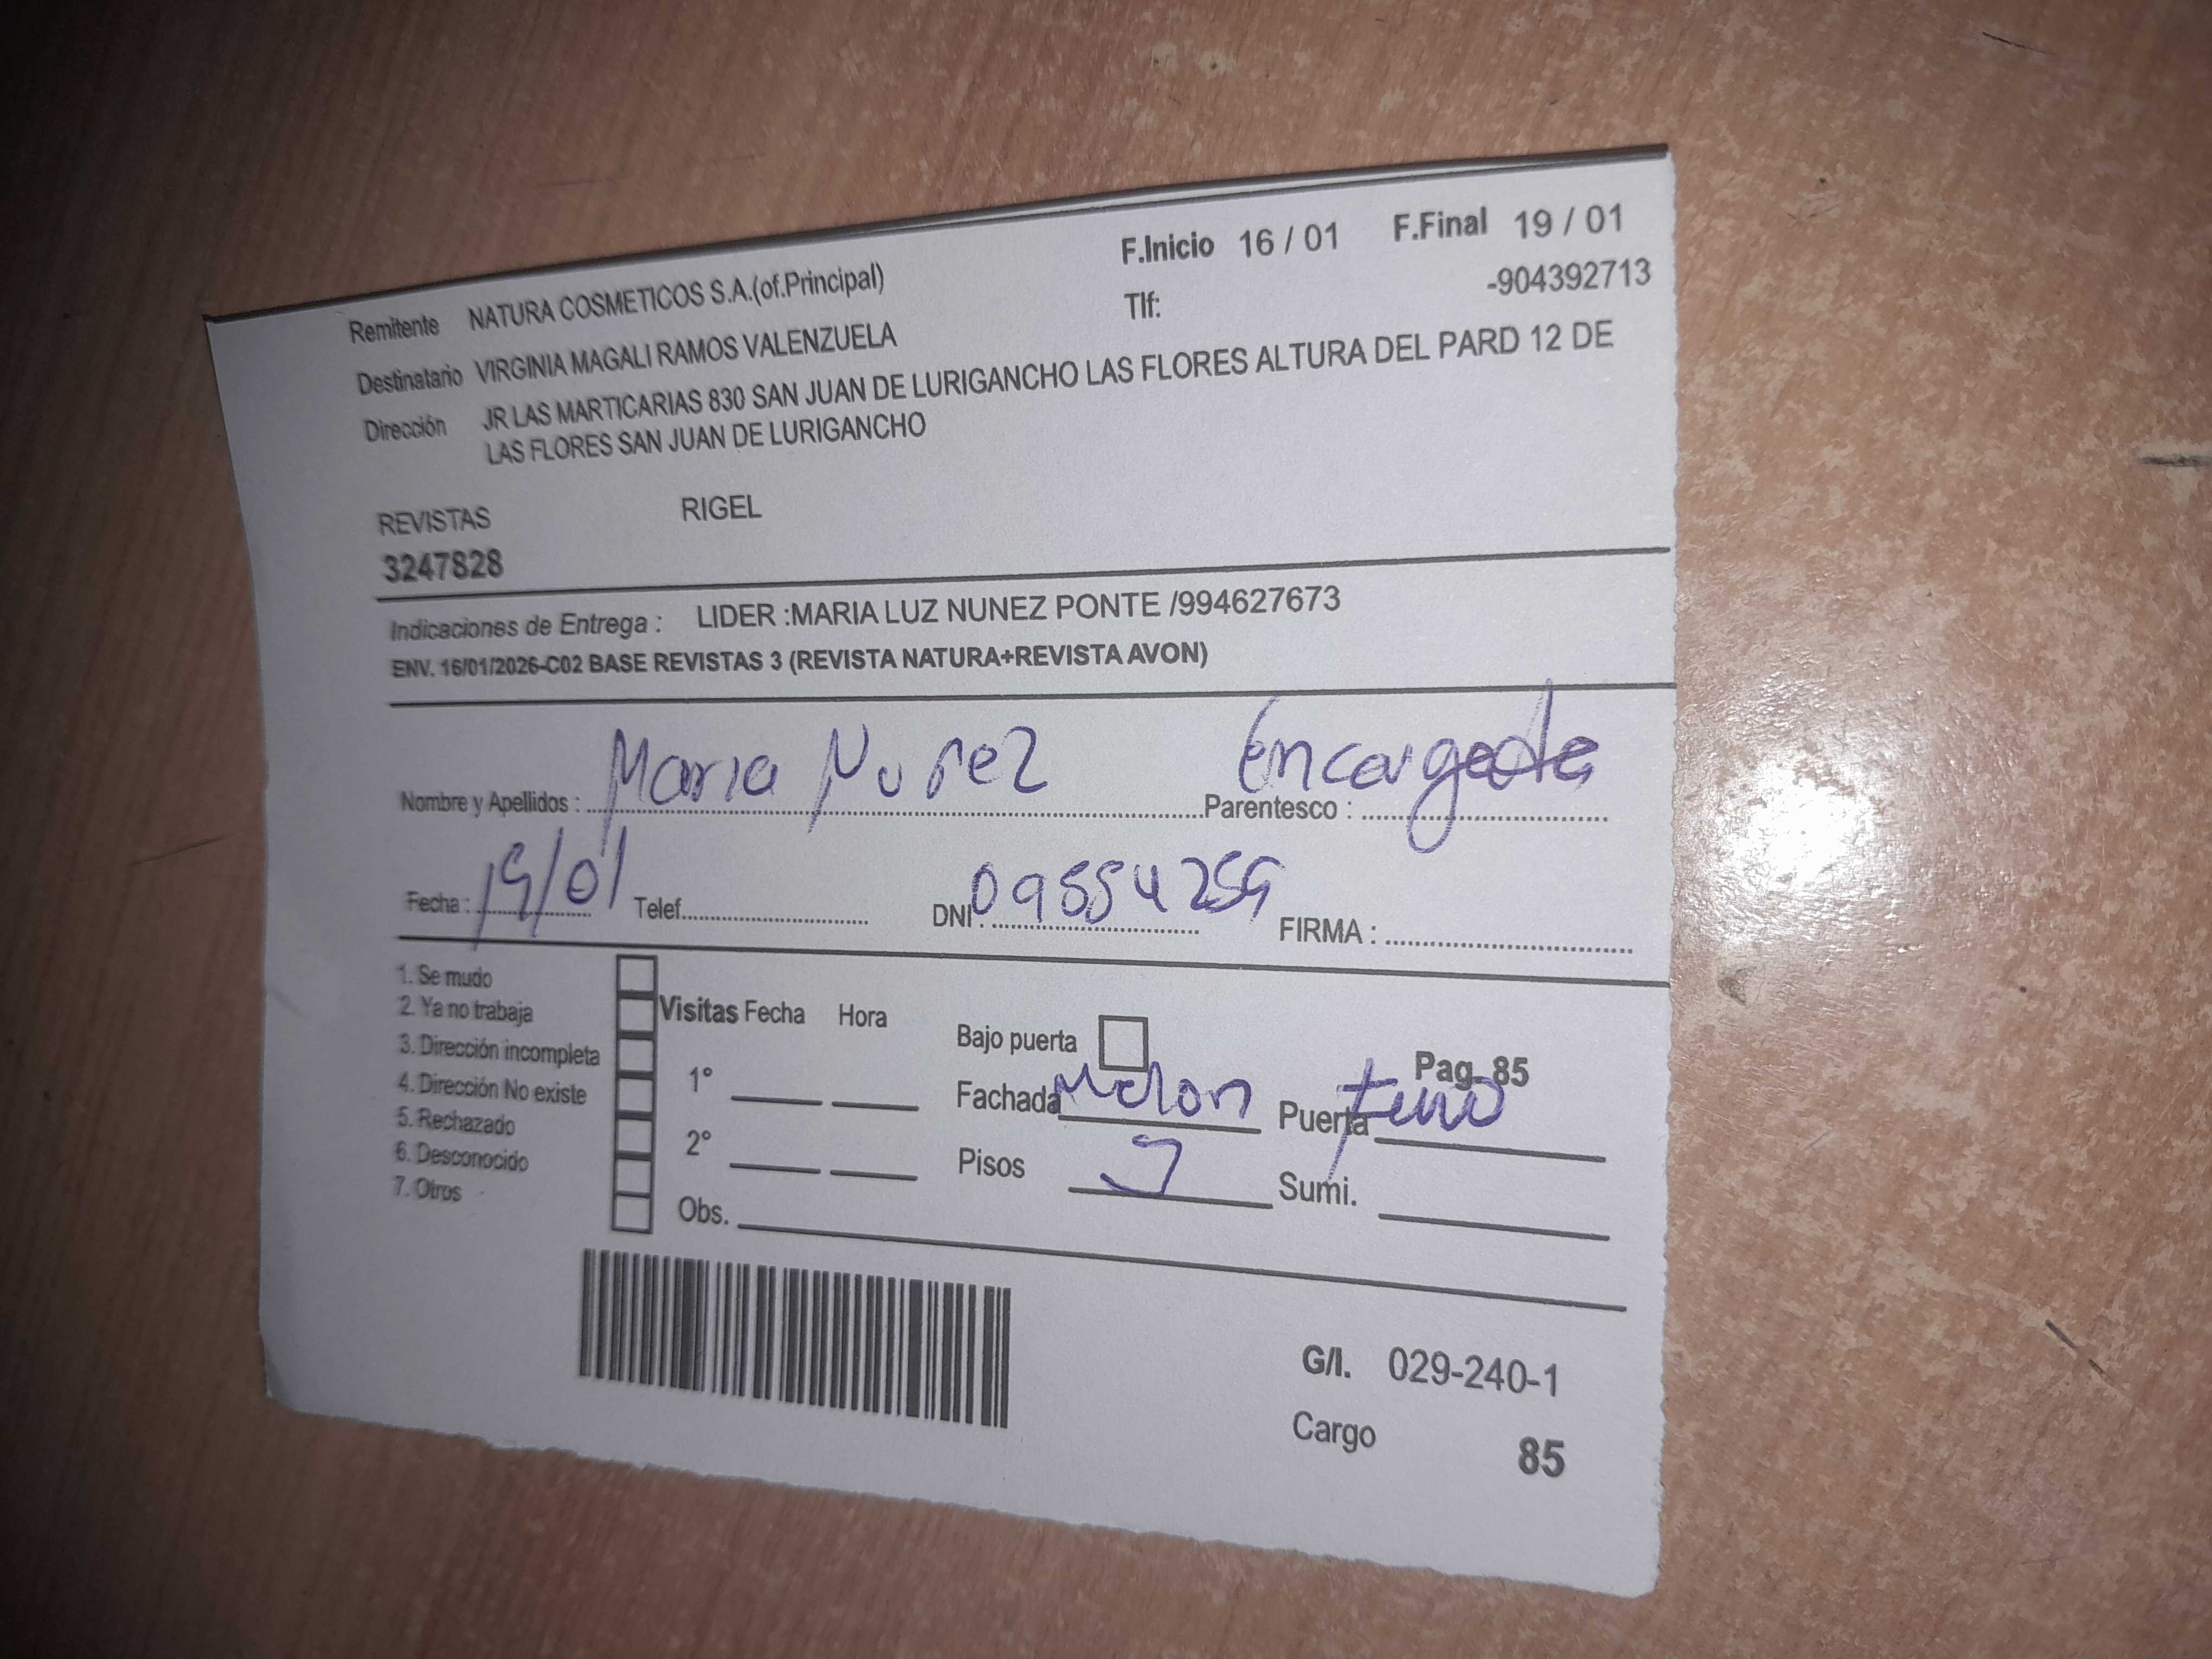 F.Inicio 16 / 01 F.Final 19 / 01
Remitente NATURA COSMETICOS S.A.(of.Principal) Tlf: -904392713
Destinatario VIRGINIA MAGALI RAMOS VALENZUELA
Dirección JR LAS MARTICARIAS 830 SAN JUAN DE LURIGANCHO LAS FLORES ALTURA DEL PARD 12 DE
LAS FLORES SAN JUAN DE LURIGANCHO
REVISTAS RIGEL
3247828
Indicaciones de Entrega : LIDER :MARIA LUZ NUNEZ PONTE /994627673
ENV. 16/01/2026-C02 BASE REVISTAS 3 (REVISTA NATURA+REVISTA AVON)
Nombre y Apellidos : Maria Nuñez Parentesco : encargada
Fecha : 19/01 Telef. DNI. 09554259 FIRMA :
1. Se mudo
2. Ya no trabaja
3. Dirección incompleta
4. Dirección No existe
5. Rechazado
6. Desconocido
7. Otros
Visitas Fecha Hora
1°
2°
Obs.
Bajo puerta
Pag. 85
Fachada Melon Puerta
Pisos Sumi.
G/I. 029-240-1
Cargo 85